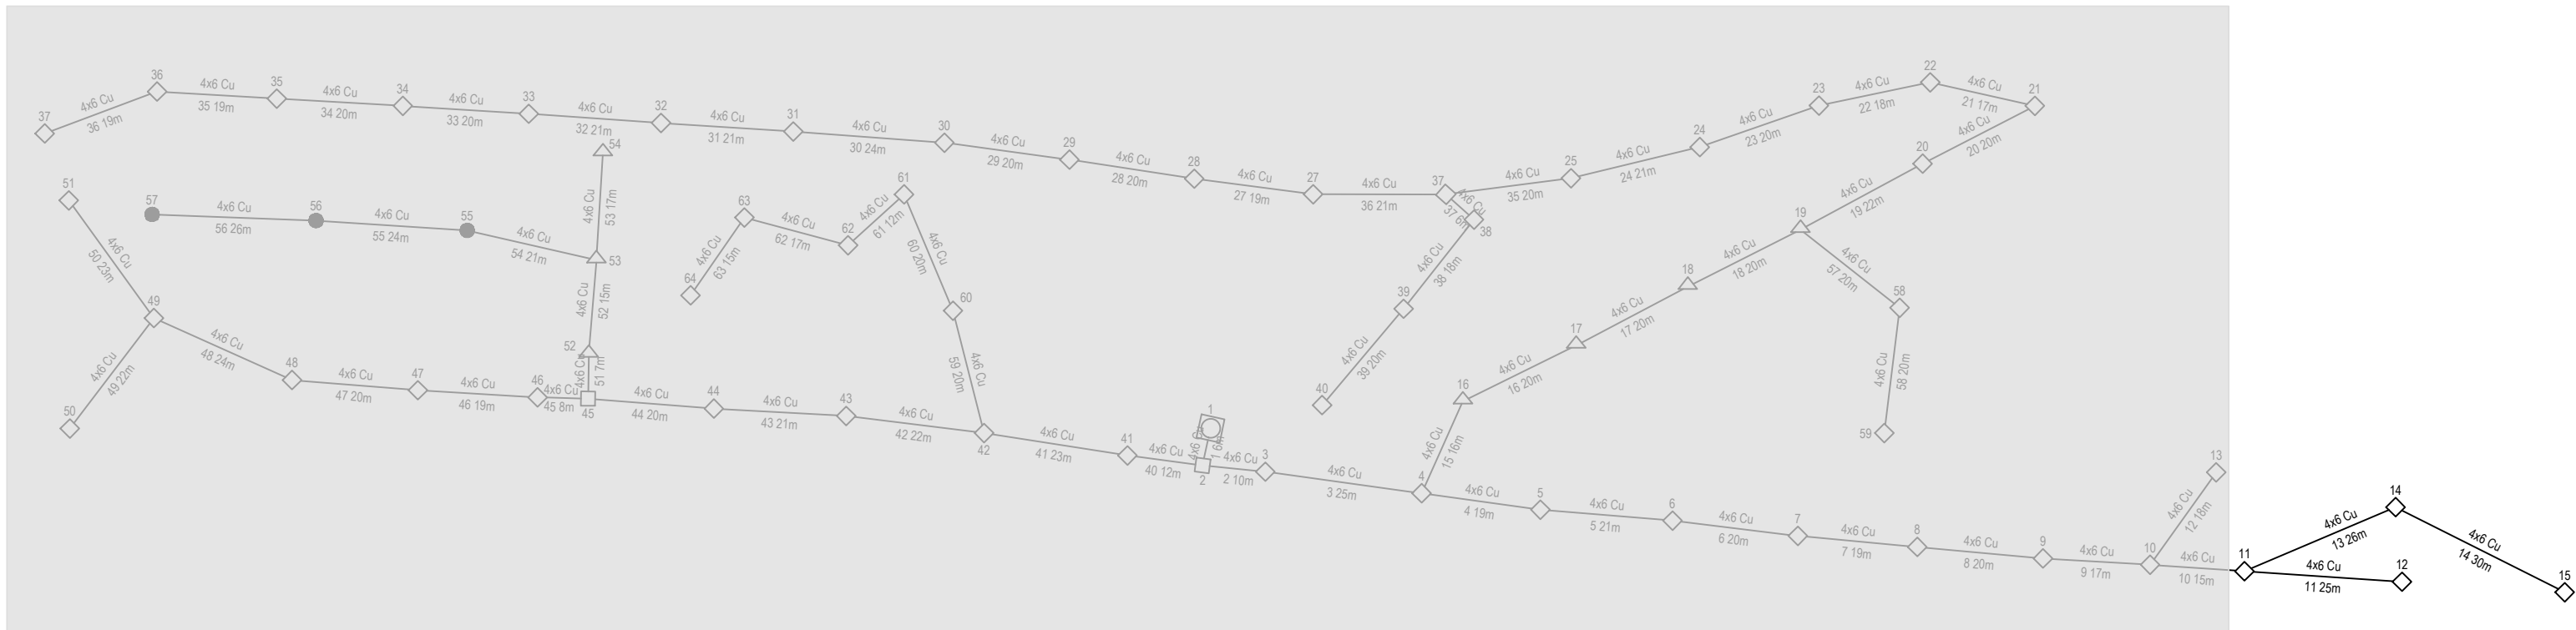 36
4x6 Cu
35 19m
35
4x6 Cu
34 20m
34
4x6 Cu
33 20m
33
4x6 Cu
32 21m
32
4x6 Cu
31 21m
31
4x6 Cu
30 24m
30
4x6 Cu
29 20m
29
4x6 Cu
28 20m
28
4x6 Cu
27 19m
27
4x6 Cu
36 21m
37
4x6 Cu
35 20m
25
4x6 Cu
24 21m
24
4x6 Cu
23 20m
23
4x6 Cu
22 18m
22
4x6 Cu
21 17m
21
4x6 Cu
20 20m
20
4x6 Cu
19 22m
19
4x6 Cu
18 20m
18
4x6 Cu
17 20m
17
4x6 Cu
16 20m
16
4x6 Cu
15 16m
37
4x6 Cu
36 19m
51
4x6 Cu
50 23m
57
4x6 Cu
56 26m
56
4x6 Cu
55 24m
55
4x6 Cu
54 21m
54
4x6 Cu
53 17m
53
4x6 Cu
52 15m
52
4x6 Cu
51 7m
63
4x6 Cu
62 17m
62
4x6 Cu
61 12m
61
4x6 Cu
60 20m
60
4x6 Cu
59 20m
4x6 Cu
63 15m
64
4x6 Cu
37 6m
38
4x6 Cu
38 18m
39
4x6 Cu
39 20m
40
4x6 Cu
57 20m
58
4x6 Cu
58 20m
59
49
4x6 Cu
48 24m
4x6 Cu
49 22m
50
48
4x6 Cu
47 20m
47
4x6 Cu
46 19m
46
4x6 Cu
45 8m
45
4x6 Cu
44 20m
44
4x6 Cu
43 21m
43
4x6 Cu
42 22m
42
4x6 Cu
41 23m
41
4x6 Cu
40 12m
1
4x6 Cu
1 6m
2
4x6 Cu
2 10m
3
4x6 Cu
3 25m
4
4x6 Cu
4 19m
5
4x6 Cu
5 21m
6
4x6 Cu
6 20m
7
4x6 Cu
7 19m
8
4x6 Cu
8 20m
9
4x6 Cu
9 17m
10
4x6 Cu
10 15m
13
4x6 Cu
12 18m
11
4x6 Cu
13 26m
14
4x6 Cu
14 30m
15
4x6 Cu
11 25m
12